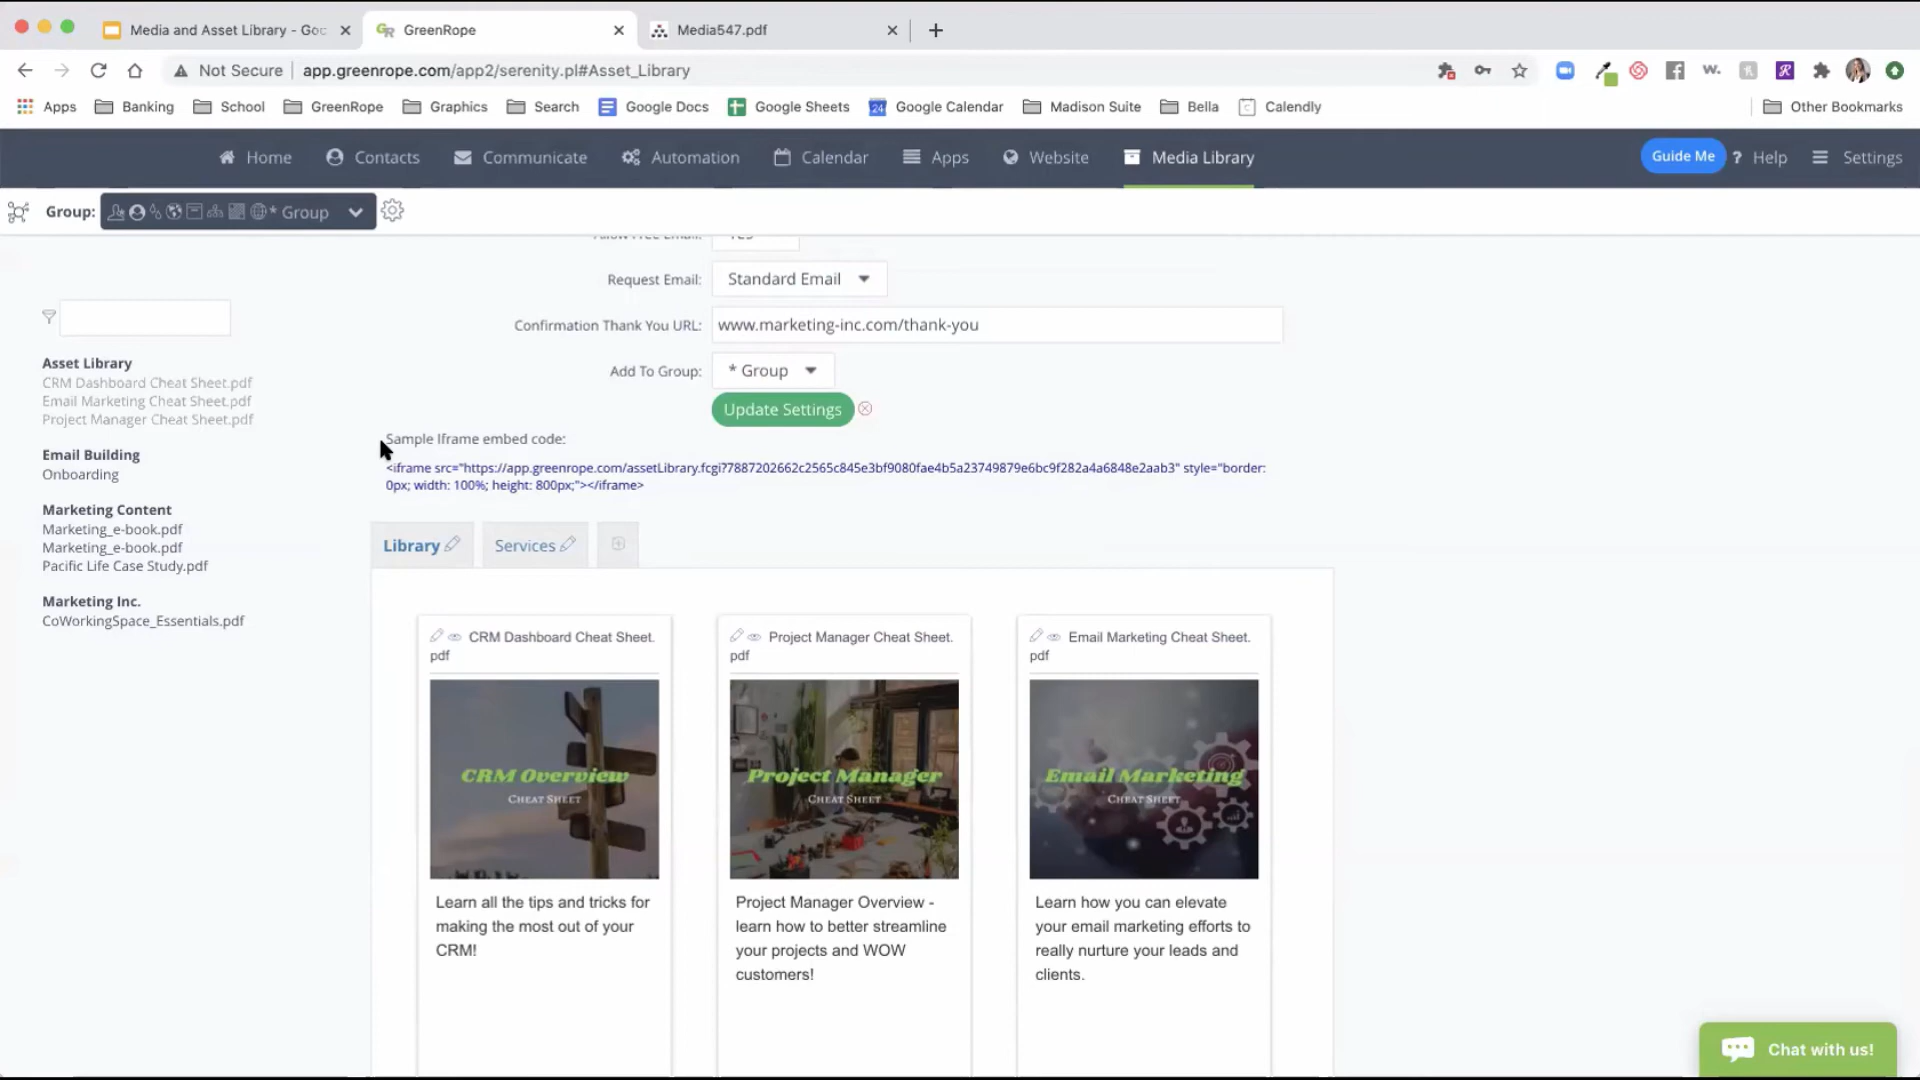 Media and Asset Library - Goo
GreenRope
Media547.pdf
Not Secure
app.greenrope.com/app2/serenity.pl#Asset_Library
Apps
Banking
School
GreenRope
Graphics
Search
Google Docs
Google Sheets
24
Google Calendar
Madison Suite
Bella
Calendly
Other Bookmarks
Home
Contacts
Communicate
Automation
Calendar
Apps
Website
Media Library
Guide Me
? Help
Settings
Group:
* Group
Allow Free Email:
YES
Request Email:
Standard Email
Confirmation Thank You URL:
www.marketing-inc.com/thank-you
Add To Group:
* Group
Update Settings
Asset Library
CRM Dashboard Cheat Sheet.pdf
Email Marketing Cheat Sheet.pdf
Project Manager Cheat Sheet.pdf
Email Building
Onboarding
Marketing Content
Marketing_e-book.pdf
Marketing_e-book.pdf
Pacific Life Case Study.pdf
Marketing Inc.
CoWorkingSpace_Essentials.pdf
Sample Iframe embed code:
<iframe src="https://app.greenrope.com/assetLibrary.fcgi?7887202662c2565c845e3bf9080fae4b5a23749879e6bc9f282a4a6848e2aab3" style="border:
0px; width: 100%; height: 800px;"></iframe>
Library
Services
CRM Dashboard Cheat Sheet.
pdf
CRM Overview
CHEAT SHEET
Learn all the tips and tricks for
making the most out of your
CRM!
Project Manager Cheat Sheet.
pdf
Project Manager
CHEAT SHEET
Project Manager Overview -
learn how to better streamline
your projects and WOW
customers!
Email Marketing Cheat Sheet.
pdf
Email Marketing
CHEAT SHEET
Learn how you can elevate
your email marketing efforts to
really nurture your leads and
clients.
Chat with us!